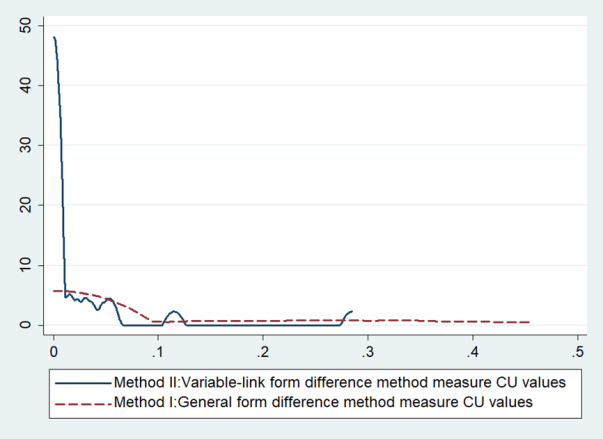 50
40
30
20
10
0
0 .1 .2 .3 .4 .5
Method II:Variable-link form difference method measure CU values
Method I:General form difference method measure CU values